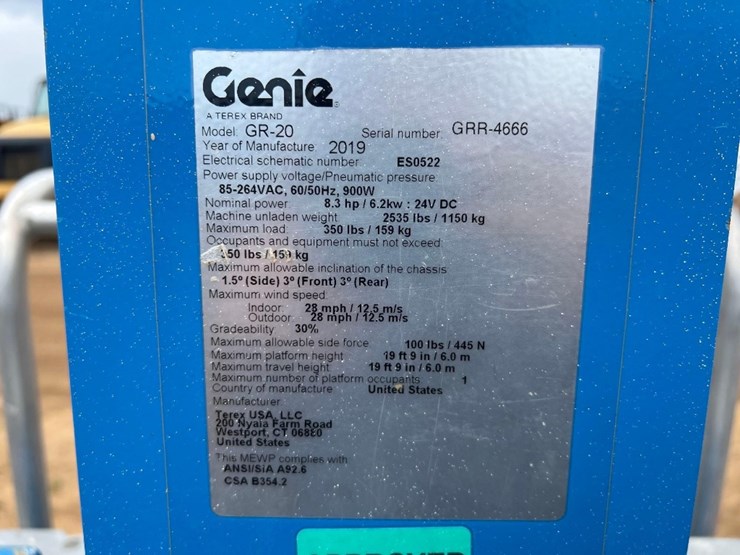 Genie
A TEREX BRAND
Model: GR-20 Serial number: GRR-4666
Year of Manufacture: 2019
Electrical schematic number: ES0522
Power supply voltage/Pneumatic pressure:
85-264VAC, 60/50Hz, 900W
Nominal power: 8.3 hp / 6.2kw : 24V DC
Machine unladen weight: 2535 lbs / 1150 kg
Maximum load: 350 lbs / 159 kg
Occupants and equipment must not exceed:
350 lbs / 159 kg
Maximum allowable inclination of the chassis:
1.5º (Side) 3º (Front) 3º (Rear)
Maximum wind speed:
Indoor: 28 mph / 12.5 m/s
Outdoor: 28 mph / 12.5 m/s
Gradeability: 30%
Maximum allowable side force: 100 lbs / 445 N
Maximum platform height: 19 ft 9 in / 6.0 m
Maximum travel height: 19 ft 9 in / 6.0 m
Maximum number of platform occupants: 1
Country of manufacture: United States
Manufacturer:
Terex USA, LLC
200 Nyala Farm Road
Westport, CT 06880
United States
This MEWP complies with:
ANSI/SIA A92.6
CSA B354.2